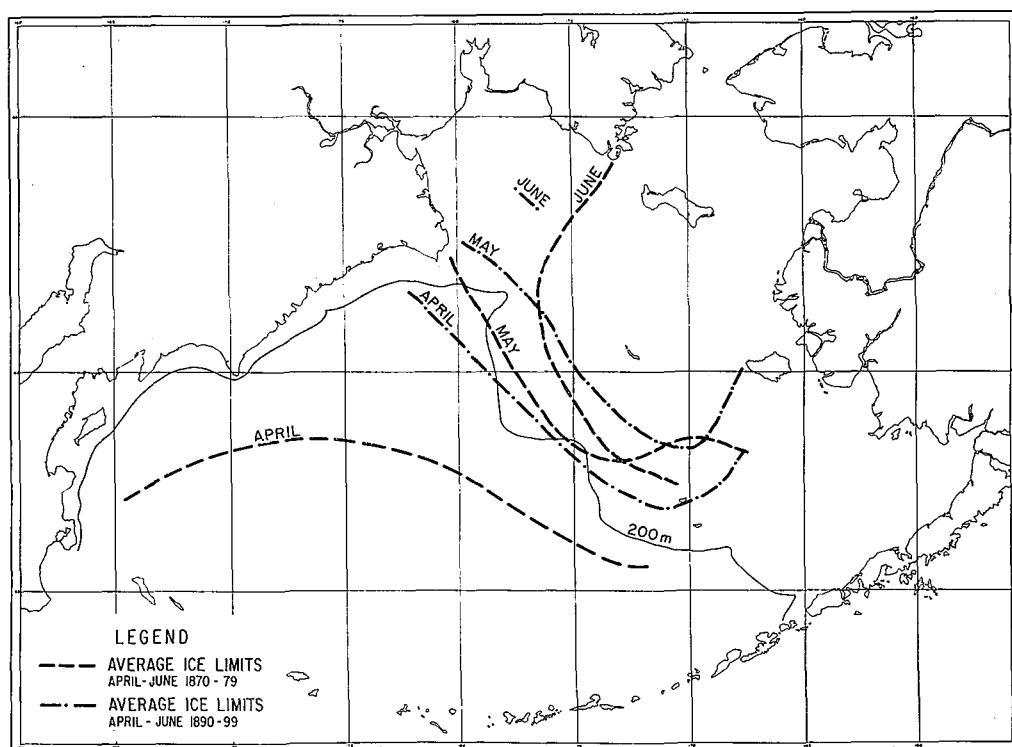 JUNE
JUNE
MAY
APRIL
MAY
APRIL
200m
LEGEND
AVERAGE ICE LIMITS
APRIL-JUNE 1870-79
AVERAGE ICE LIMITS
APRIL-JUNE 1890-99